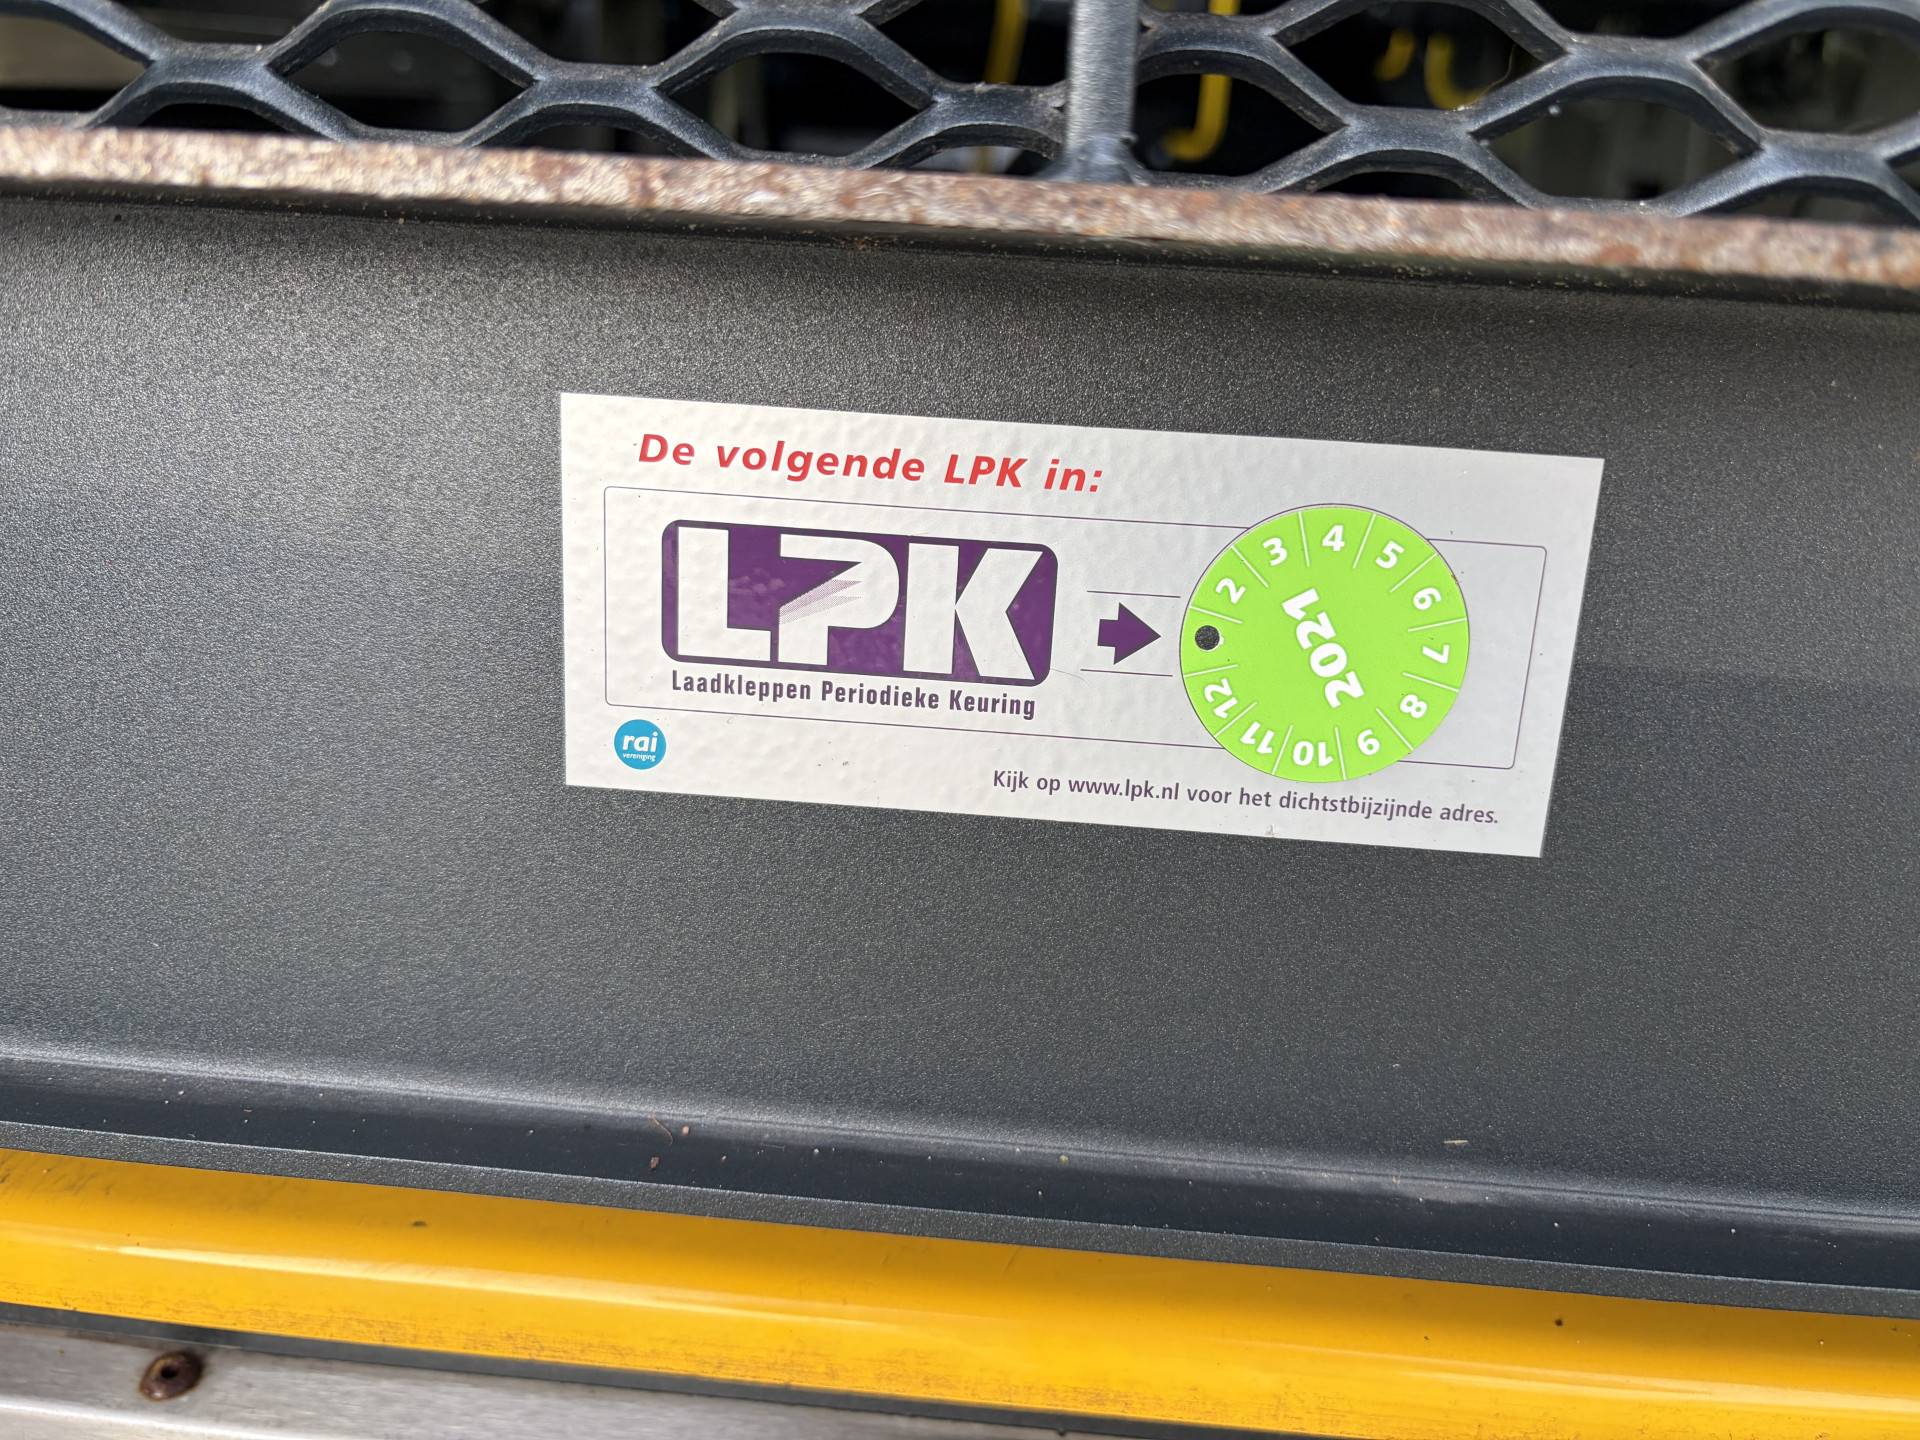 De volgende LPK in:
LPK
Laadkleppen Periodieke Keuring
2 3 4 5 6 7 8 9 10 11 12
2021
rai
vereniging
Kijk op www.lpk.nl voor het dichtstbijzijnde adres.